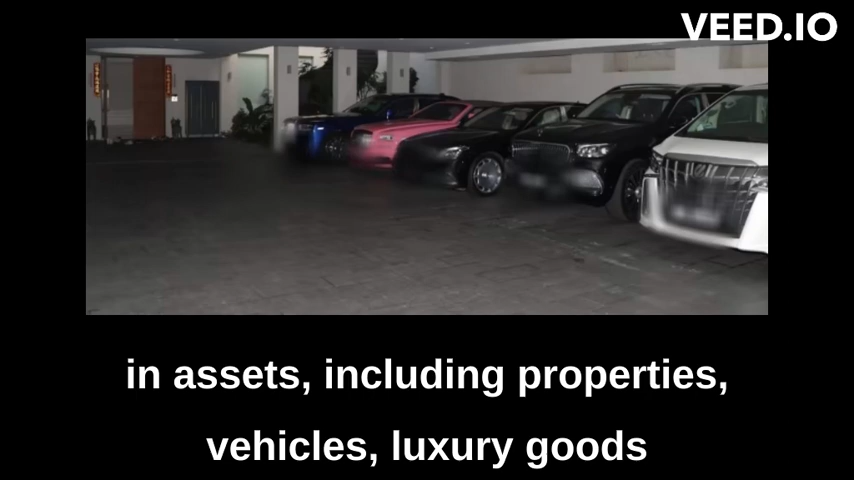 VEED.IO
in assets, including properties,
vehicles, luxury goods